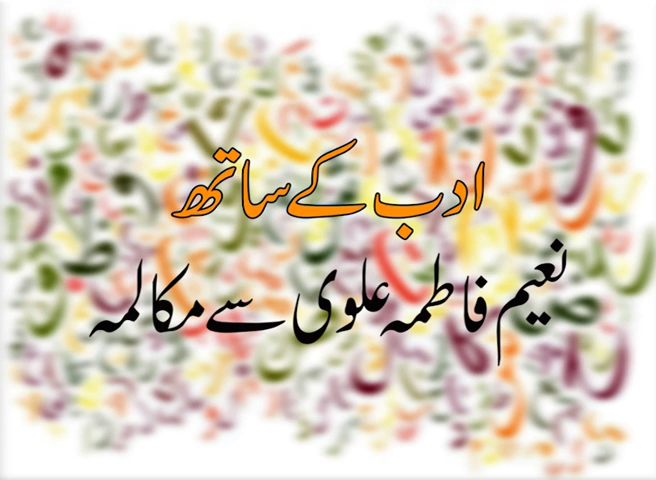 ادب کے ساتھ
نعیم فاطمہ علوی سے مکالمہ